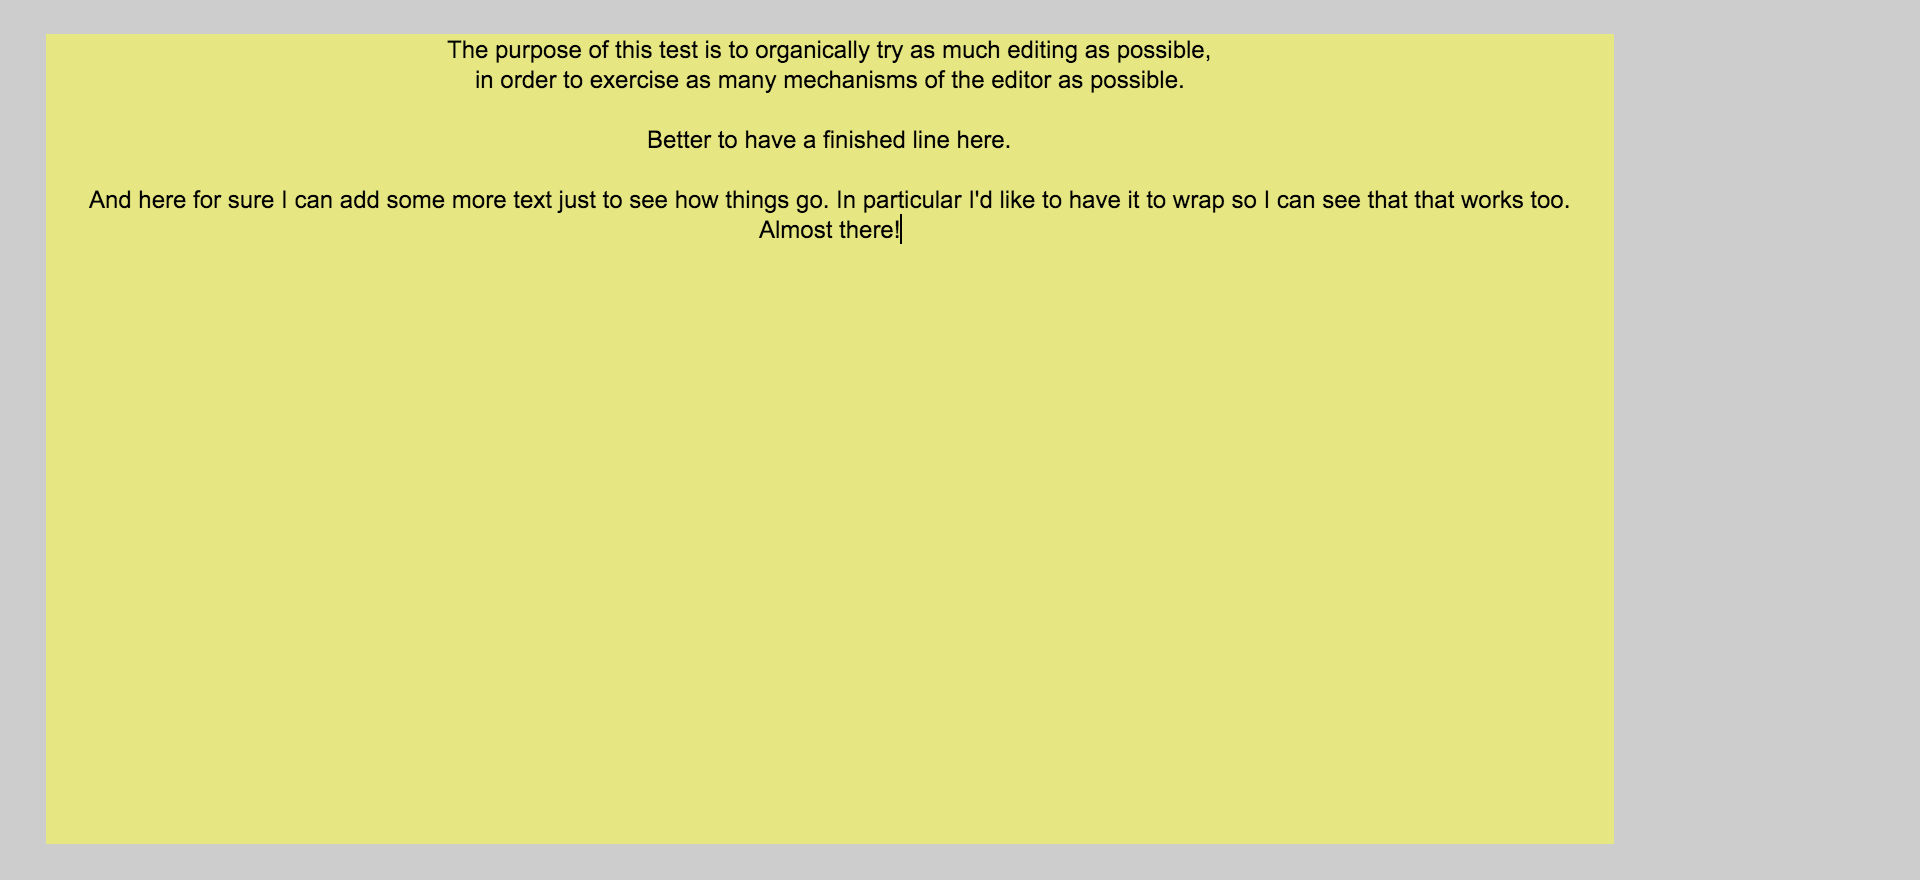 The purpose of this test is to organically try as much editing as possible,
in order to exercise as many mechanisms of the editor as possible.
Better to have a finished line here.
And here for sure I can add some more text just to see how things go. In particular I'd like to have it to wrap so I can see that that works too.
Almost there!